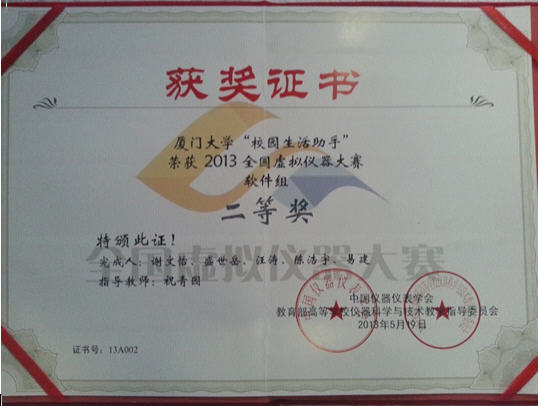 获奖证书
厦门大学“校园生活助手”
荣获 2013 全国虚拟仪器大赛
软件组
二等奖
特颁此证！
全国虚拟仪器大赛
完成人：谢文怡、盛世岳、汪涛、陈浩宇、易建
指导教师：祝青园
中国仪器仪表学会
教育部高等学校仪器科学与技术教学指导委员会
2013年5月19日
证书号：13A002